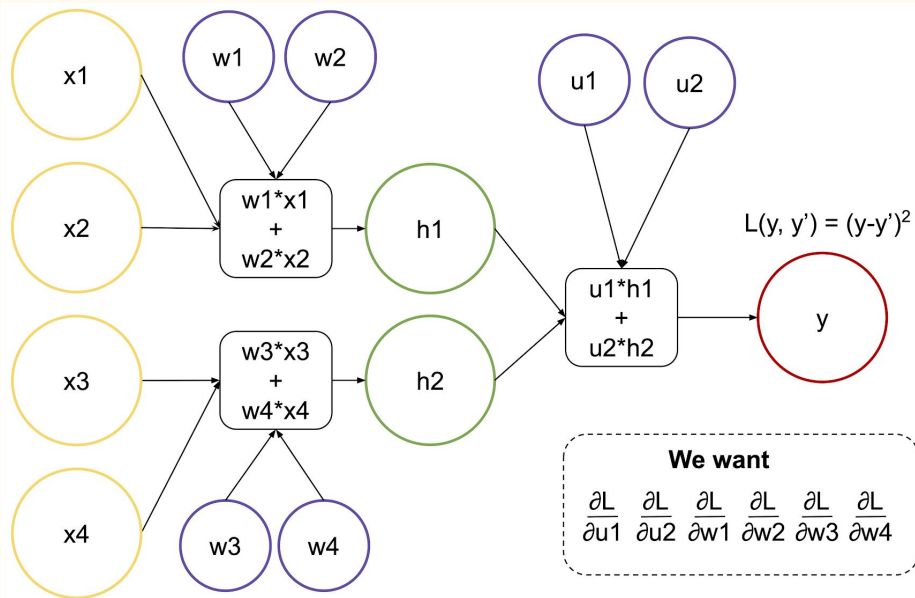 x1
w1
w2
u1
u2
x2
w1*x1
+
w2*x2
h1
L(y, y’) = (y-y’)²
u1*h1
+
u2*h2
y
x3
w3*x3
+
w4*x4
h2
x4
w3
w4
We want
∂L ∂L ∂L ∂L ∂L ∂L
∂u1 ∂u2 ∂w1 ∂w2 ∂w3 ∂w4